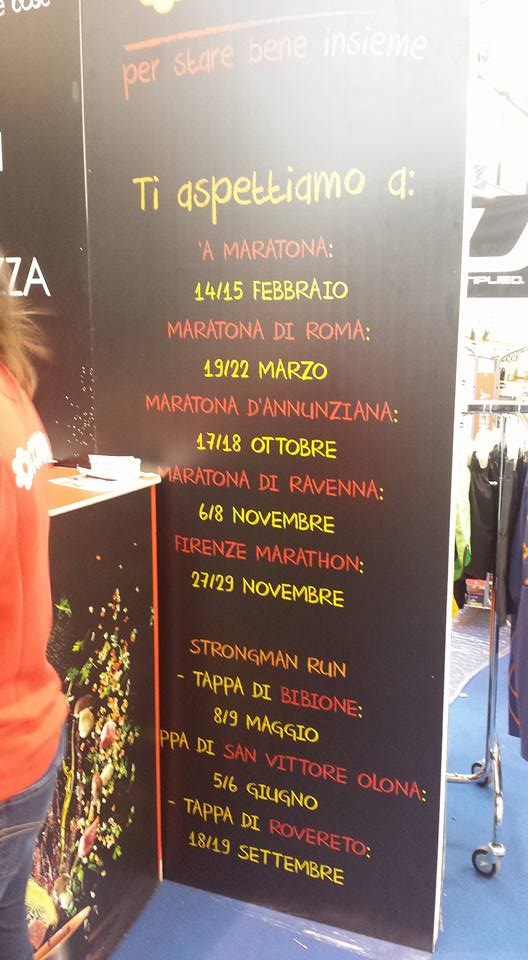 per stare bene insieme
Ti aspettiamo a:
'A MARATONA:
14/15 FEBBRAIO
MARATONA DI ROMA:
19/22 MARZO
MARATONA D'ANNUNZIANA:
17/18 OTTOBRE
MARATONA DI RAVENNA:
6/8 NOVEMBRE
FIRENZE MARATHON:
27/29 NOVEMBRE
STRONGMAN RUN
- TAPPA DI BIBIONE:
8/9 MAGGIO
PPA DI SAN VITTORE OLONA:
5/6 GIUGNO
- TAPPA DI ROVERETO:
18/19 SETTEMBRE